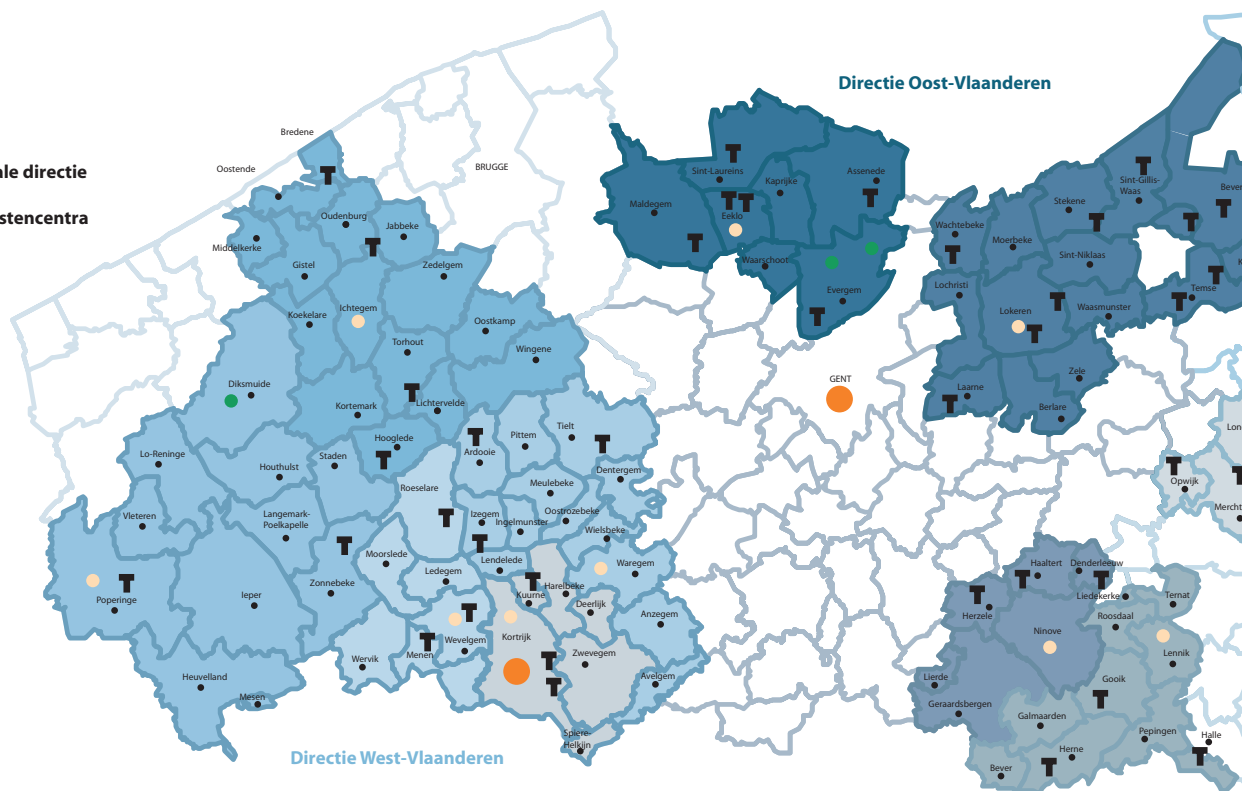 Directie Oost-Vlaanderen
Bredene
Oostende
BRUGGE
ale directie
stencentra
Sint-Laureins
Kaprijke
Assenede
Maldegem
Eeklo
Waarschoot
Evergem
Sint-Gillis-
Waas
Stekene
Wachtebeke
Moerbeke
Sint-Niklaas
Lochristi
Temse
Lokeren
Waasmunster
Zele
Laarne
Berlare
GENT
Oudenburg
Jabbeke
Middelkerke
Gistel
Zedelgem
Koekelare
Ichtegem
Oostkamp
Torhout
Wingene
Diksmuide
Kortemark
Lichtervelde
Hooglede
Ardooie
Pittem
Tielt
Lo-Reninge
Houthulst
Staden
Dentergem
Roeselare
Meulebeke
Vleteren
Langemark-
Poelkapelle
Izegem
Ingelmunster
Oostrozebeke
Wielsbeke
Moorslede
Lendelede
Ledegem
Waregem
Zonnebeke
Kuurne
Harelbeke
Deerlijk
Poperinge
Ieper
Anzegem
Wevelgem
Kortrijk
Menen
Wervik
Zwevegem
Heuvelland
Avelgem
Mesen
Spiere-
Helkijn
Directie West-Vlaanderen
Opwijk
Haaltert
Denderleeuw
Liedekerke
Ternat
Herzele
Roosdaal
Ninove
Lennik
Lierde
Gooik
Geraardsbergen
Galmaarden
Pepingen
Halle
Herne
Bever